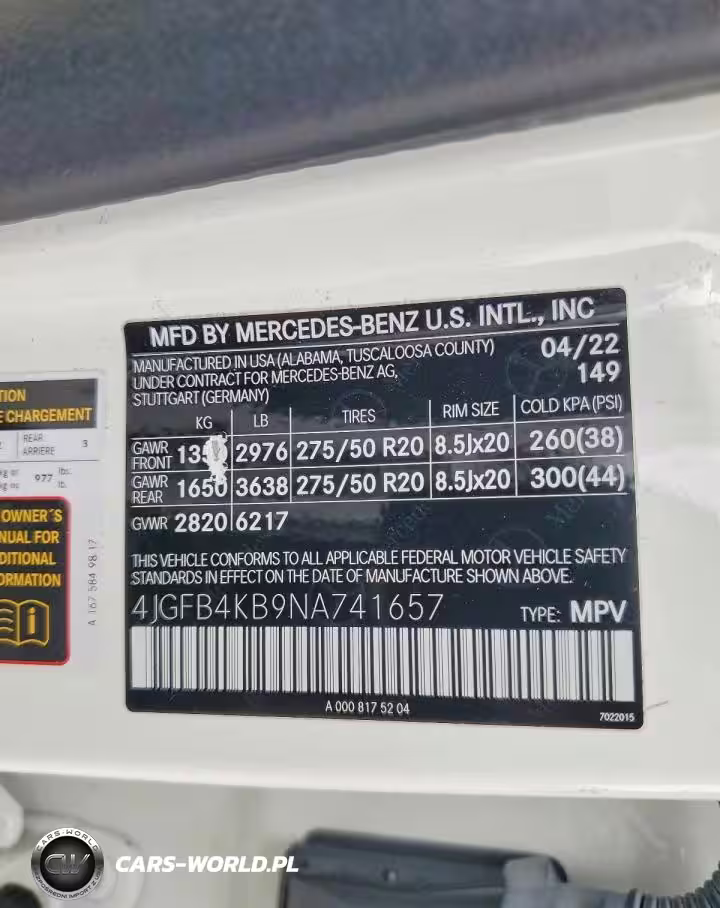 MFD BY MERCEDES-BENZ U.S. INTL., INC
MANUFACTURED IN USA (ALABAMA, TUSCALOOSA COUNTY) 04/22
UNDER CONTRACT FOR MERCEDES-BENZ AG, 149
STUTTGART (GERMANY)
KG LB TIRES RIM SIZE COLD KPA (PSI)
GAWR FRONT 2976 275/50 R20 8.5Jx20 260(38)
GAWR REAR 1650 3638 275/50 R20 8.5Jx20 300(44)
GVWR 2820 6217
THIS VEHICLE CONFORMS TO ALL APPLICABLE FEDERAL MOTOR VEHICLE SAFETY
STANDARDS IN EFFECT ON THE DATE OF MANUFACTURE SHOWN ABOVE.
4JGFB4KB9NA741657 TYPE: MPV
A 000 817 52 04
7022015
CHARGEMENT
REAR 3
ARRIERE
977 lbs.
lb.
OWNER´S
A 167 584 98 17
CARS-WORLD
CW
CARS-WORLD.PL